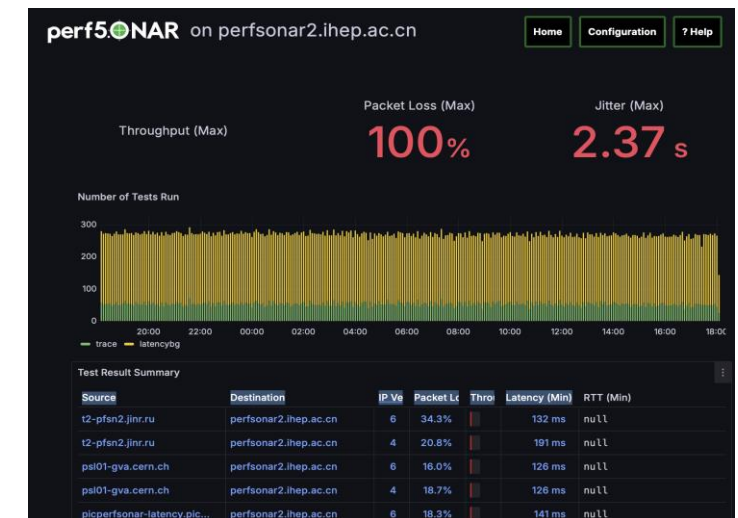 perfSONAR on perfsonar2.ihep.ac.cn
Home Configuration ? Help
Throughput (Max) Packet Loss (Max) Jitter (Max)
100% 2.37 s
Number of Tests Run
300
200
100
0
20:00 22:00 00:00 02:00 04:00 06:00 08:00 10:00 12:00 14:00 16:00 18:00
trace latencybg
Test Result Summary
Source Destination IP Ve Packet Lo Throu Latency (Min) RTT (Min)
t2-pfsn2.jinr.ru perfsonar2.ihep.ac.cn 6 34.3% 132 ms null
t2-pfsn2.jinr.ru perfsonar2.ihep.ac.cn 4 20.8% 191 ms null
psl01-gva.cern.ch perfsonar2.ihep.ac.cn 6 16.0% 126 ms null
psl01-gva.cern.ch perfsonar2.ihep.ac.cn 4 18.7% 126 ms null
picperfsonar-latency.pic... perfsonar2.ihep.ac.cn 6 18.3% 141 ms null